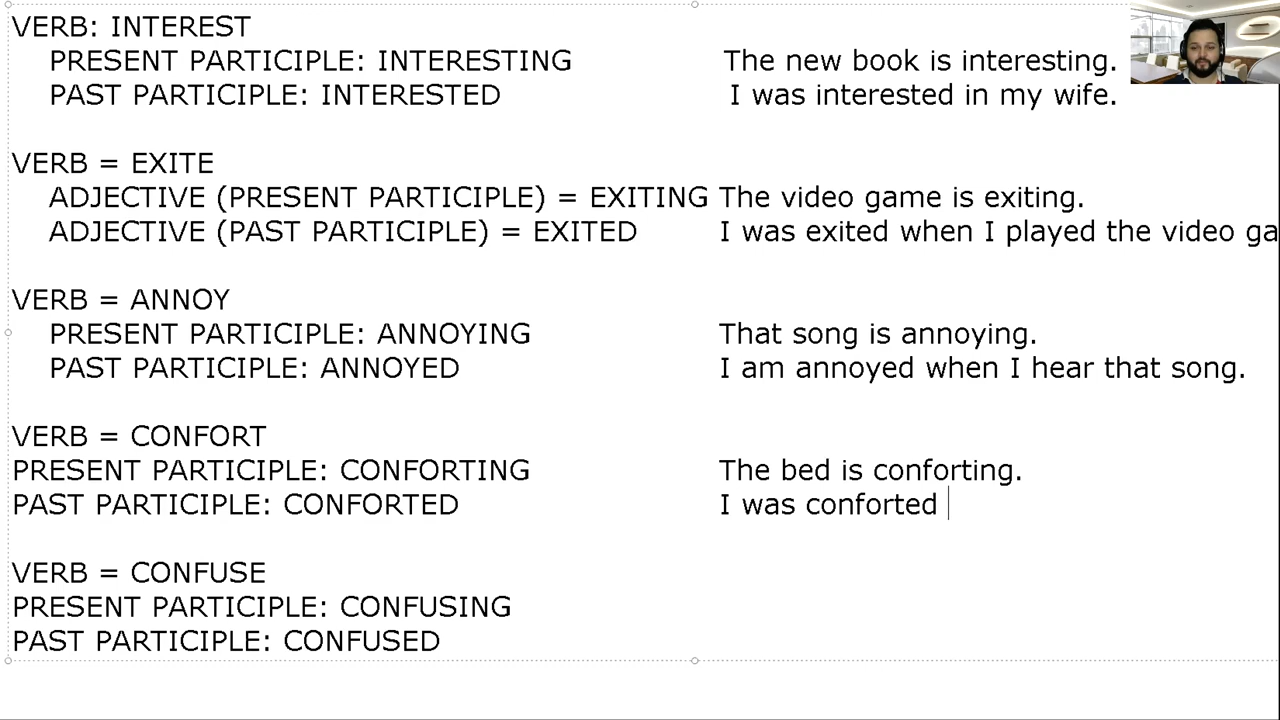 VERB: INTEREST
PRESENT PARTICIPLE: INTERESTING The new book is interesting.
PAST PARTICIPLE: INTERESTED I was interested in my wife.
VERB = EXITE
ADJECTIVE (PRESENT PARTICIPLE) = EXITING The video game is exiting.
ADJECTIVE (PAST PARTICIPLE) = EXITED I was exited when I played the video ga
VERB = ANNOY
PRESENT PARTICIPLE: ANNOYING That song is annoying.
PAST PARTICIPLE: ANNOYED I am annoyed when I hear that song.
VERB = CONFORT
PRESENT PARTICIPLE: CONFORTING The bed is conforting.
PAST PARTICIPLE: CONFORTED I was conforted
VERB = CONFUSE
PRESENT PARTICIPLE: CONFUSING
PAST PARTICIPLE: CONFUSED